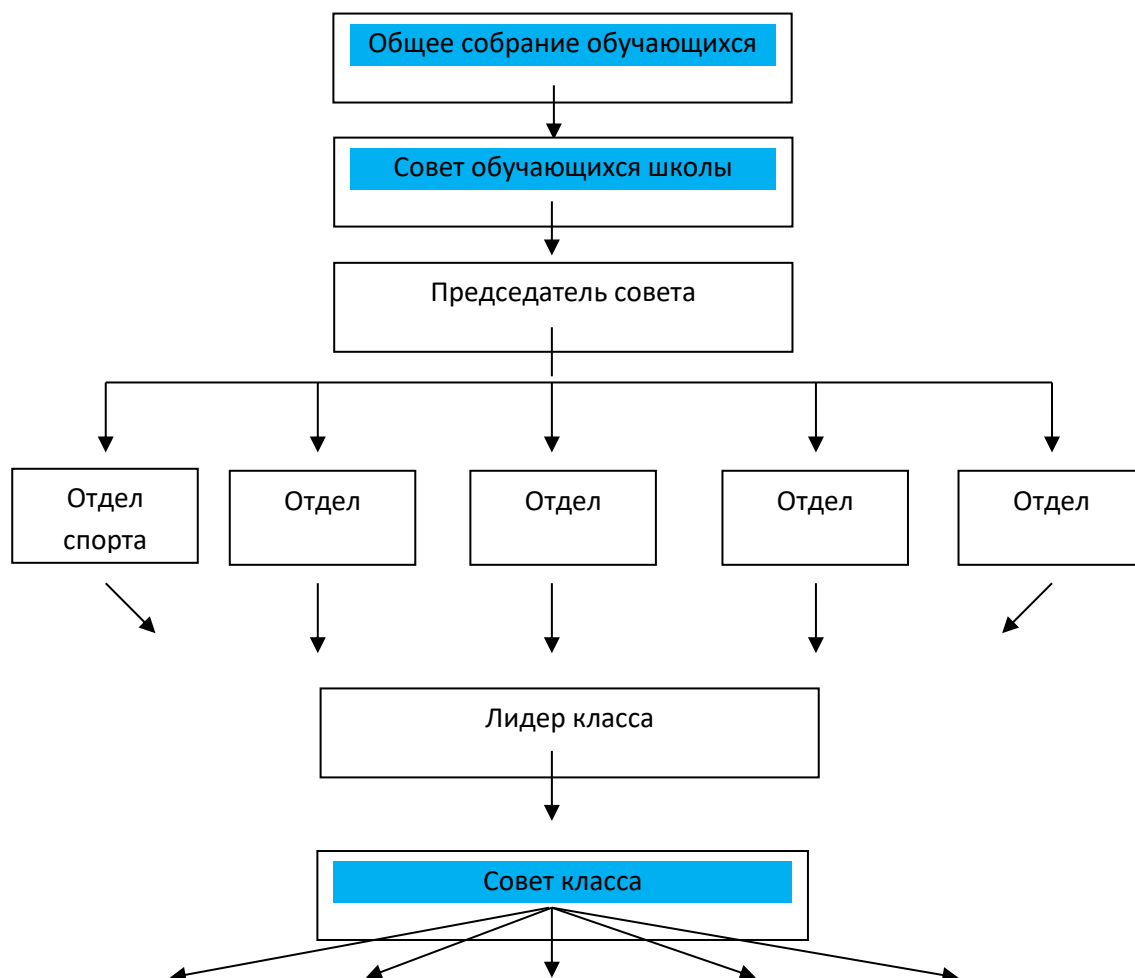 Общее собрание обучающихся
Совет обучающихся школы
Председатель совета
Отдел
спорта
Отдел
Отдел
Отдел
Отдел
Лидер класса
Совет класса